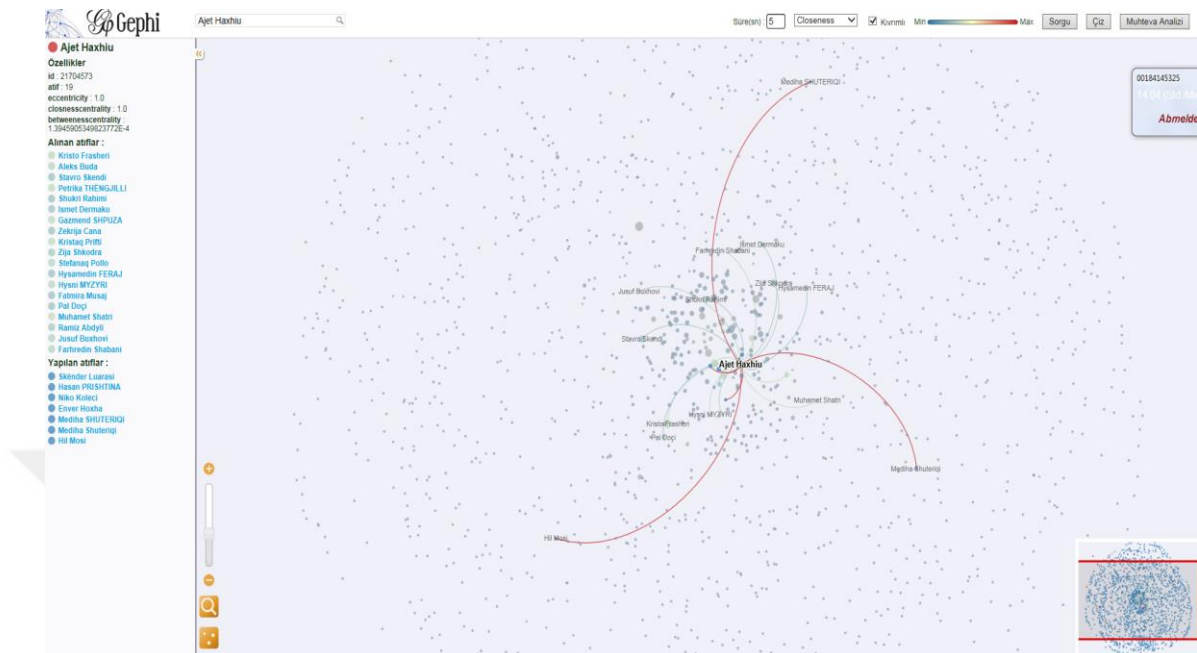 Gephi
Ajet Haxhiu
Süre(sn) : 5
Closeness
Kıvrımlı
Min
Max
Sorgu
Çiz
Muhteva Analizi
Ajet Haxhiu
Özellikler
id : 21704573
atif : 19
eccentricity : 1.0
closnesscentrality : 1.0
betweenesscentrality :
1.3945905349823772E-4
Alınan atıflar :
Kristo Frasheri
Aleks Buda
Stavro Skendi
Petrika THENGJILLI
Shukri Rahimi
Ismet Dermaku
Gazmend SHPUZA
Zekrija Cana
Kristaq Prifti
Zija Shkodra
Stefanaq Pollo
Hysamedin FERAJ
Hysni MYZYRI
Fatmira Musaj
Pal Doçi
Muhamet Shatri
Ramiz Abdyli
Jusuf Buxhovi
Farhredin Shabani
Yapılan atıflar :
Skënder Luarasi
Hasan PRISHTINA
Niko Koleci
Enver Hoxha
Mediha SHUTERIQI
Mediha Shuteriqi
Hil Mosi
Mediha SHUTERIQI
00184145325
14:04 (Std./Mi
Abmelde
Ismet Dermaku
Farhredin Shabani
Zija Shkodra
Hysamedin FERAJ
Jusuf Buxhovi
Shukri Rahimi
Stavro Skendi
Ajet Haxhiu
Muhamet Shatri
Hysni MYZYRI
Kristo Frasheri
Pal Doçi
Mediha Shuteriqi
Hil Mosi